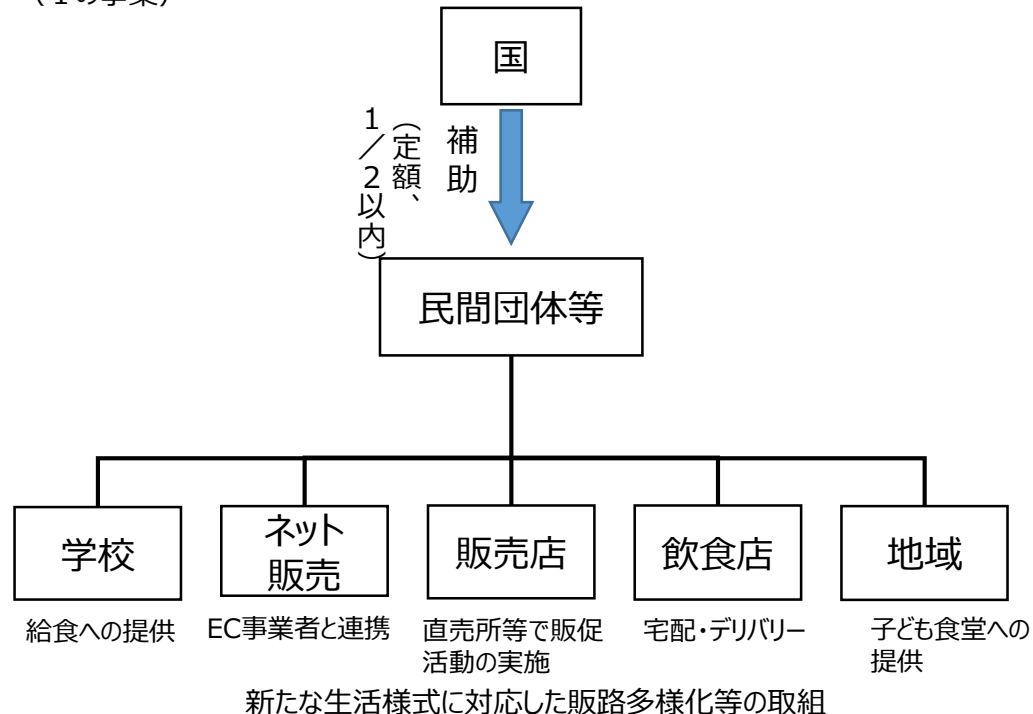 国
補助
(定額、
1/2以内)
民間団体等
学校
ネット
販売
販売店
飲食店
地域
給食への提供
EC事業者と連携
直売所等で販促
活動の実施
宅配・デリバリー
子ども食堂への
提供
新たな生活様式に対応した販路多様化等の取組